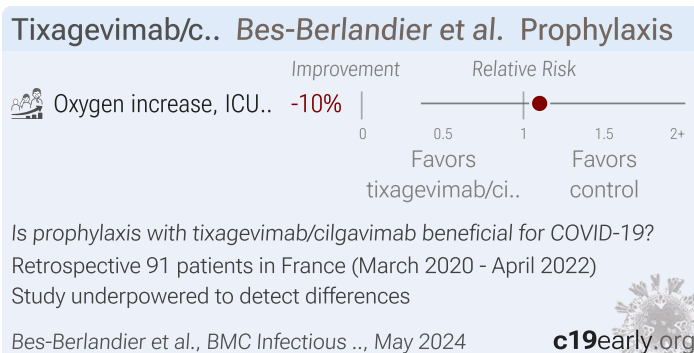 Tixagevimab/c.. Bes-Berlandier et al. Prophylaxis
Improvement Relative Risk
Oxygen increase, ICU.. -10%
0 0.5 1 1.5 2+
Favors Favors
tixagevimab/ci.. control
Is prophylaxis with tixagevimab/cilgavimab beneficial for COVID-19?
Retrospective 91 patients in France (March 2020 - April 2022)
Study underpowered to detect differences
Bes-Berlandier et al., BMC Infectious .., May 2024 c19early.org